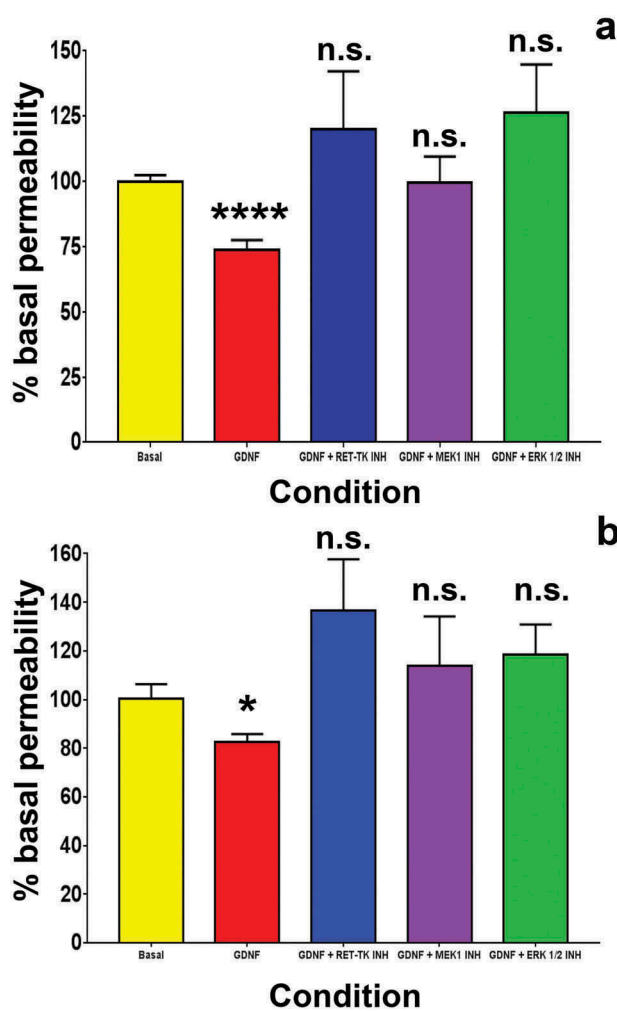 a
% basal permeability
150
125
100
75
50
25
0
****
n.s.
n.s.
n.s.
Basal
GDNF
GDNF + RET-TK INH
GDNF + MEK1 INH
GDNF + ERK 1/2 INH
Condition
b
% basal permeability
160
140
120
100
80
60
40
20
0
*
n.s.
n.s.
n.s.
Basal
GDNF
GDNF + RET-TK INH
GDNF + MEK1 INH
GDNF + ERK 1/2 INH
Condition